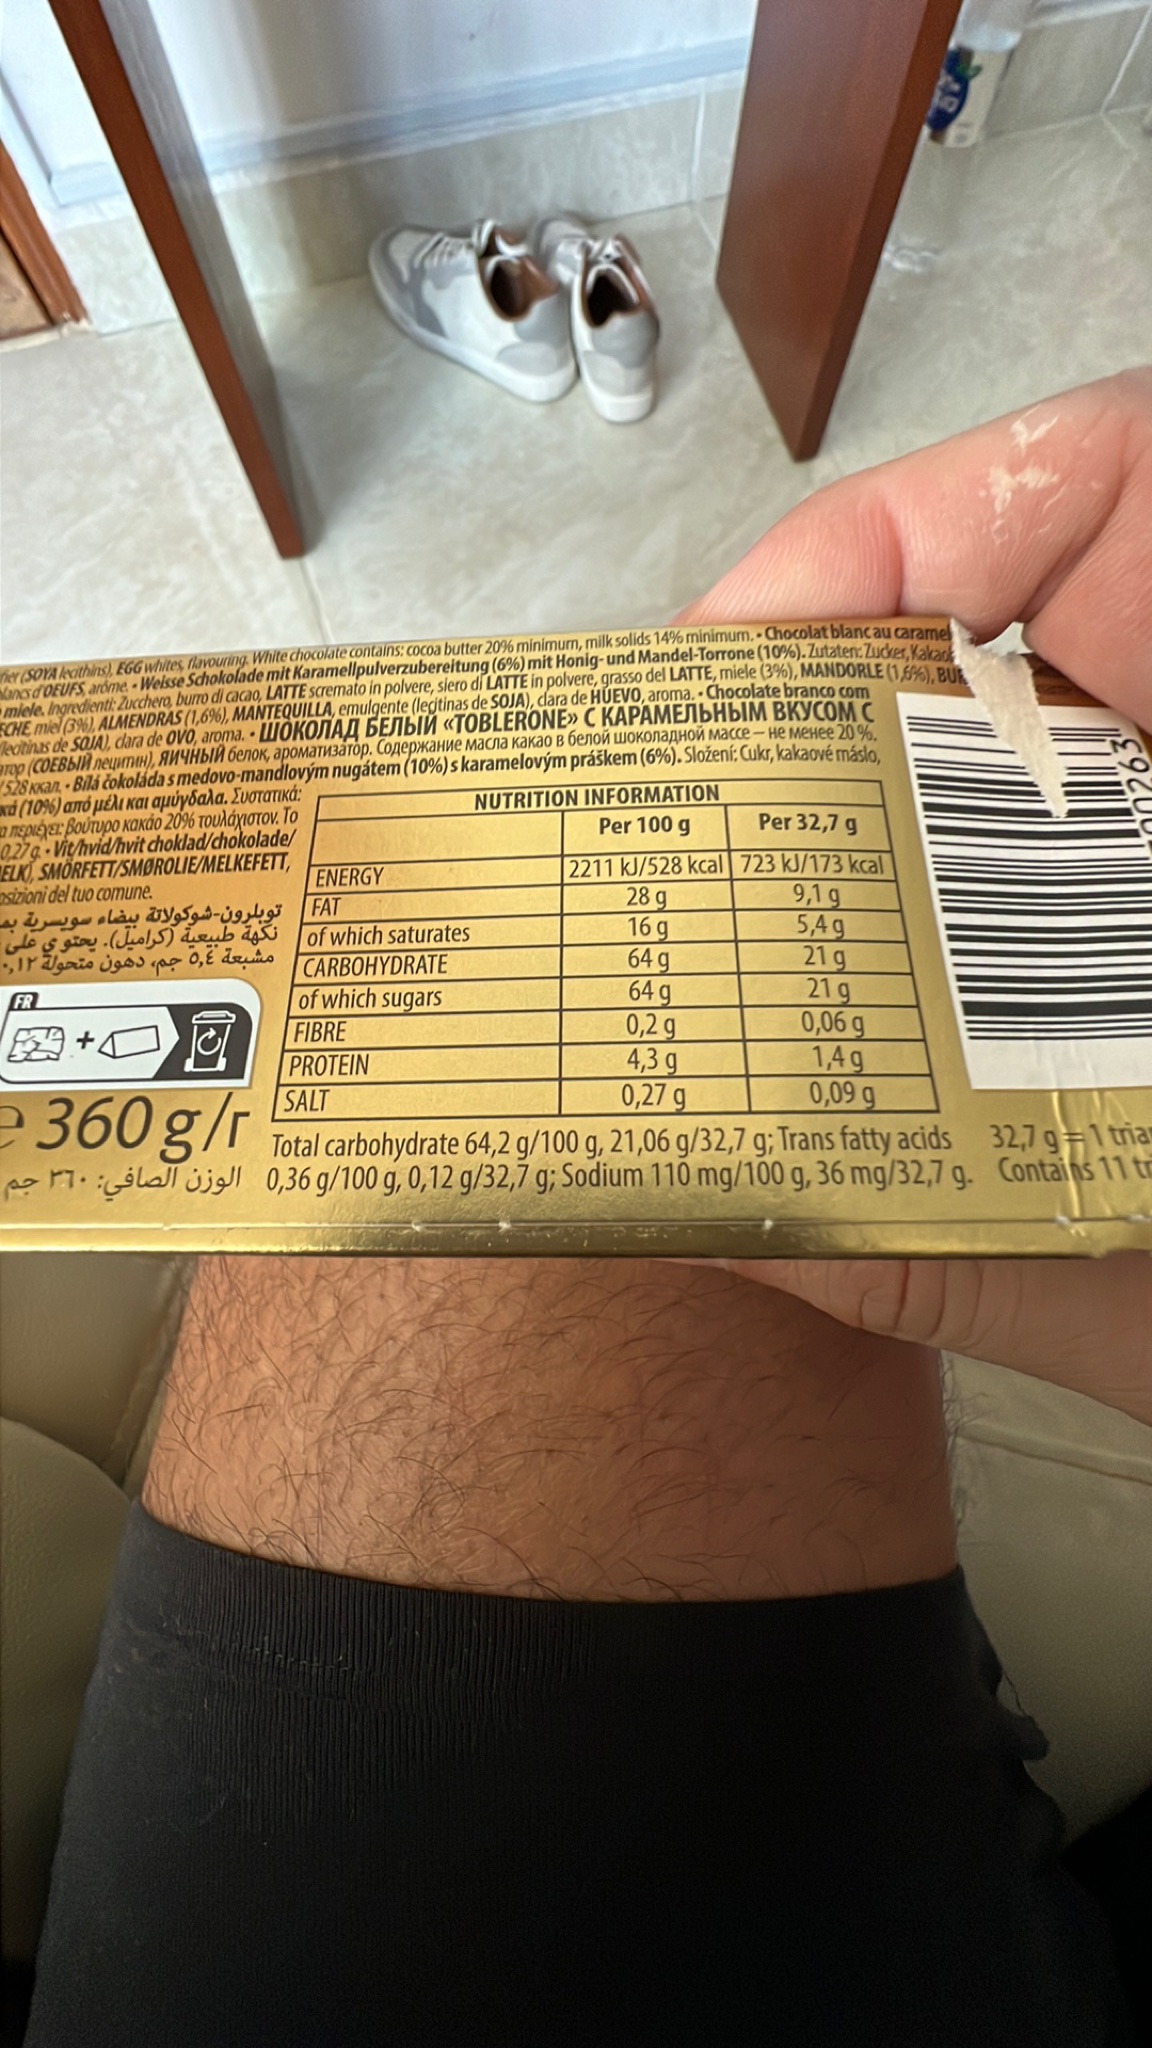 (SOYA lecithins), EGG whites, flavouring. White chocolate contains: cocoa butter 20% minimum, milk solids 14% minimum. • Chocolat blanc au caramel
d'OEUFS, arôme. • Weisse Schokolade mit Karamellpulverzubereitung (6%) mit Honig- und Mandel-Torrone (10%). Zutaten: Zucker,
miele. Ingredienti: Zucchero, burro di cacao, LATTE scremato in polvere, siero di LATTE in polvere, grasso del LATTE, miele (3%), MANDORLE (1,6%),
miel (3%), ALMENDRAS (1,6%), MANTEQUILLA, emulgente (lecitinas de SOJA), clara de HUEVO, aroma. • Chocolate branco com
(lecitinas de SOJA), clara de OVO, aroma. • ШОКОЛАД БЕЛЫЙ «TOBLERONE» С КАРАМЕЛЬНЫМ ВКУСОМ С
(СОЕВЫЙ лецитин), ЯИЧНЫЙ белок, ароматизатор. Содержание масла какао в белой шоколадной массе – не менее 20 %,
528 ккал. • Bílá čokoláda s medovo-mandlovým nugátem (10%) s karamelovým práškem (6%). Složení: Cukr, kakaové máslo,
(10%) από μέλι και αμύγδαλα. Συστατικά:
περιέχει: βούτυρο κακάο 20% τουλάχιστον. Το
0,27 g. • Vit/hvid/hvit choklad/chokolade/
SMÖRFETT/SMØROLIE/MELKEFETT,
del tuo comune.
توبلرون-شوكولاتة بيضاء سويسرية
نكهة طبيعية (كراميل). يحتوي على
مشبعة ٥,٤ جم، دهون متحولة
FR
+
e 360 g/г
الوزن الصافي: ٣٦٠ جم
NUTRITION INFORMATION
Per 100 g Per 32,7 g
ENERGY 2211 kJ/528 kcal 723 kJ/173 kcal
FAT 28 g 9,1 g
of which saturates 16 g 5,4 g
CARBOHYDRATE 64 g 21 g
of which sugars 64 g 21 g
FIBRE 0,2 g 0,06 g
PROTEIN 4,3 g 1,4 g
SALT 0,27 g 0,09 g
Total carbohydrate 64,2 g/100 g, 21,06 g/32,7 g; Trans fatty acids
0,36 g/100 g, 0,12 g/32,7 g; Sodium 110 mg/100 g, 36 mg/32,7 g.
32,7 g = 1
Contains 11